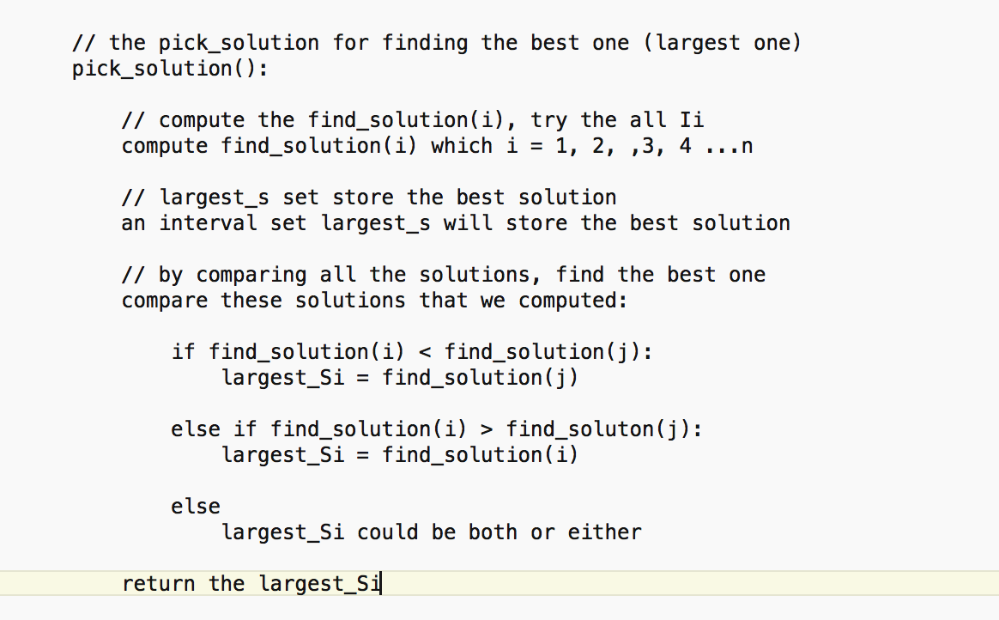 // the pick_solution for finding the best one (largest one)
pick_solution():
// compute the find_solution(i), try the all Ii
compute find_solution(i) which i = 1, 2, ,3, 4 ...n
// largest_s set store the best solution
an interval set largest_s will store the best solution
// by comparing all the solutions, find the best one
compare these solutions that we computed:
if find_solution(i) < find_solution(j):
largest_Si = find_solution(j)
else if find_solution(i) > find_soluton(j):
largest_Si = find_solution(i)
else
largest_Si could be both or either
return the largest_Si